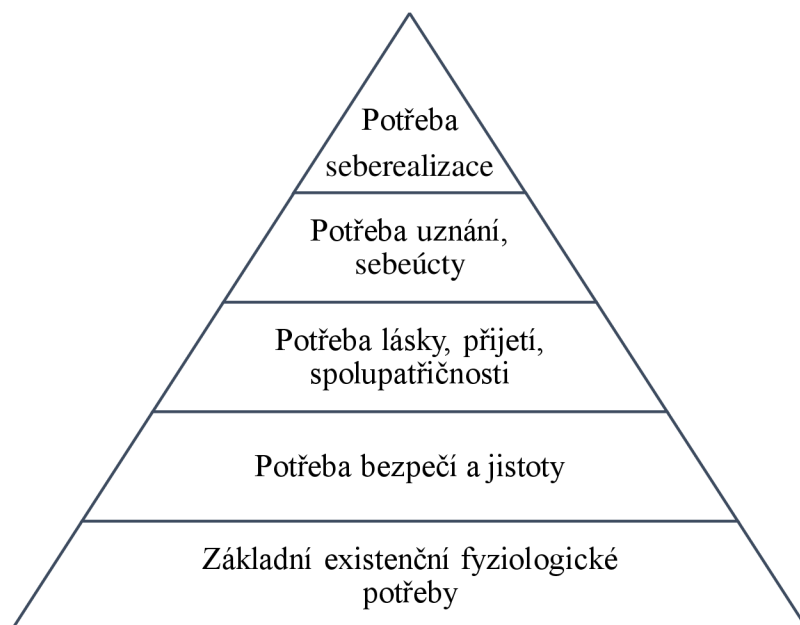 Potřeba
seberealizace
Potřeba uznání,
sebeúcty
Potřeba lásky, přijetí,
spolupatřičnosti
Potřeba bezpečí a jistoty
Základní existenční fyziologické
potřeby